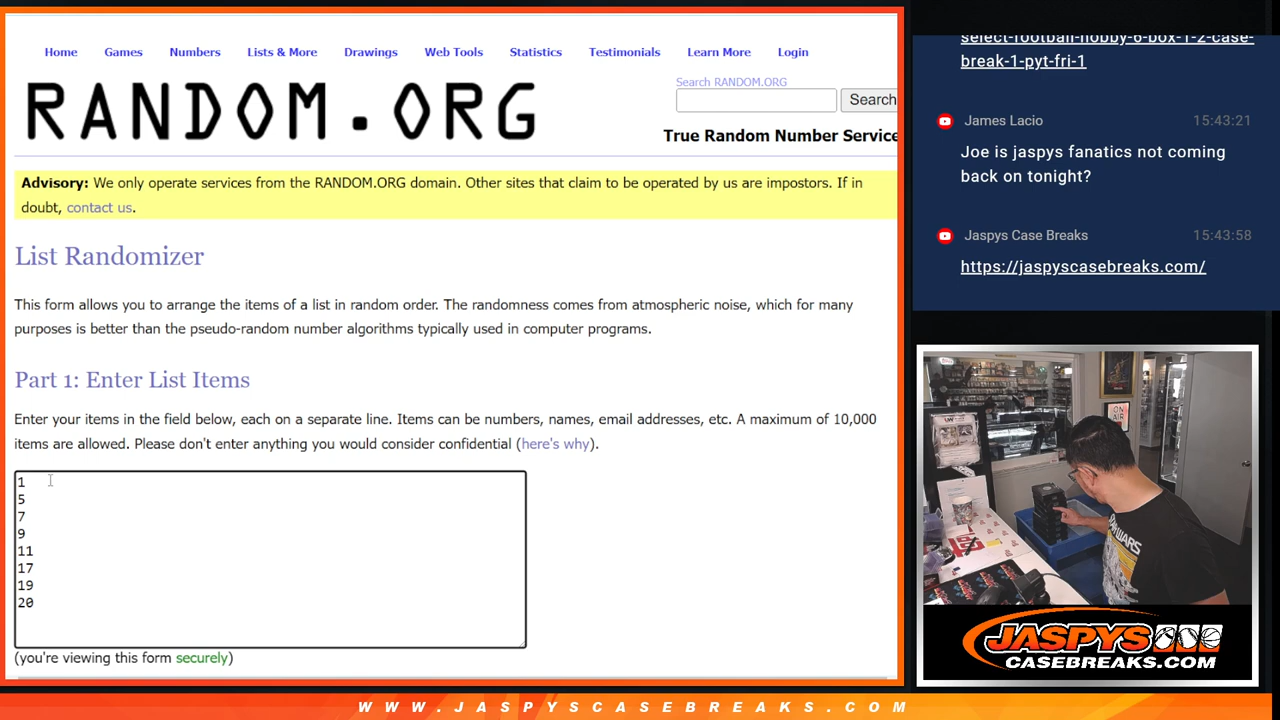 Home Games Numbers Lists & More Drawings Web Tools Statistics Testimonials Learn More Login
RANDOM.ORG
Search RANDOM.ORG
Search
True Random Number Service
Advisory: We only operate services from the RANDOM.ORG domain. Other sites that claim to be operated by us are impostors. If in
doubt, contact us.
List Randomizer
This form allows you to arrange the items of a list in random order. The randomness comes from atmospheric noise, which for many
purposes is better than the pseudo-random number algorithms typically used in computer programs.
Part 1: Enter List Items
Enter your items in the field below, each on a separate line. Items can be numbers, names, email addresses, etc. A maximum of 10,000
items are allowed. Please don't enter anything you would consider confidential (here's why).
1
5
7
9
11
17
19
20
(you're viewing this form securely)
select-football-hobby-6-box-1-2-case-
break-1-pyt-fri-1
James Lacio 15:43:21
Joe is jaspys fanatics not coming
back on tonight?
Jaspys Case Breaks 15:43:58
https://jaspyscasebreaks.com/
ON
AIR
JASPYS
CASEBREAKS.COM
WWW.JASPYSCASEBREAKS.COM